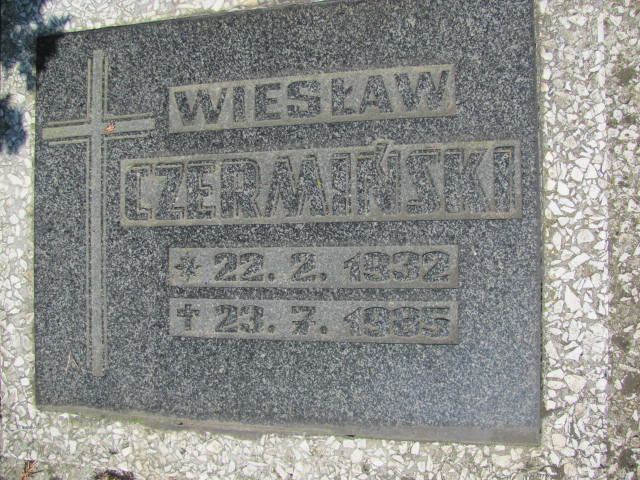 WIESŁAW
CZERMIŃSKI
* 22. 2. 1932
✝ 23. 7. 1985